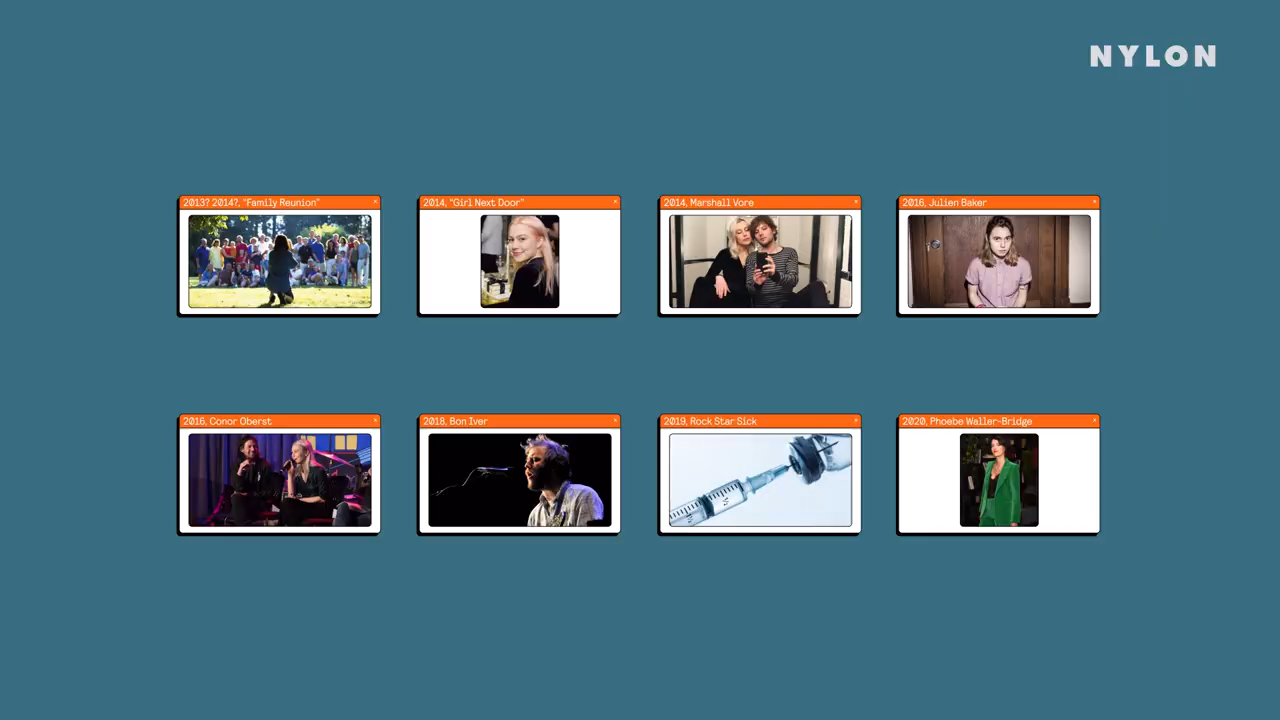 NYLON
2013? 2014?, "Family Reunion"
2014, "Girl Next Door"
2014, Marshall Vore
2016, Julien Baker
2016, Conor Oberst
2018, Bon Iver
2019, Rock Star Sick
2020, Phoebe Waller-Bridge